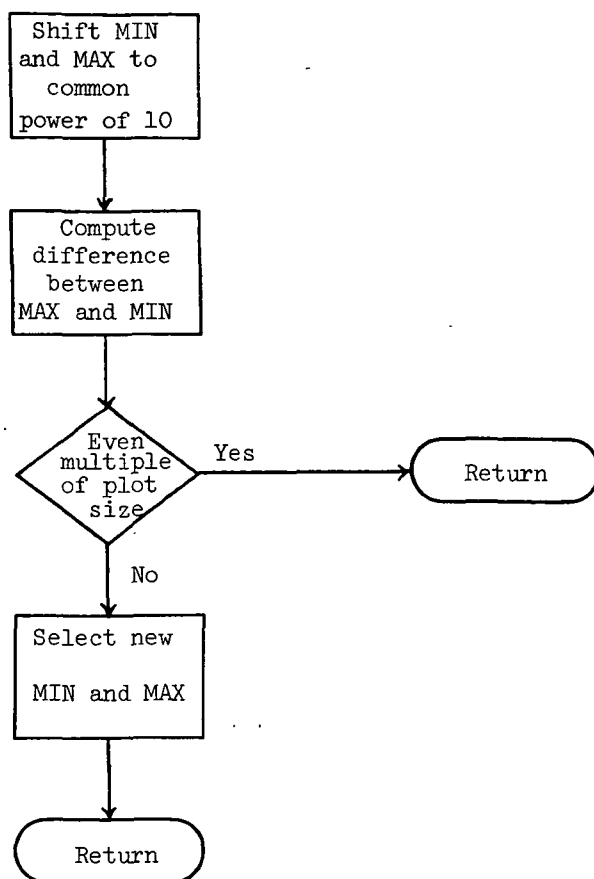 Shift MIN
and MAX to
common
power of 10
Compute
difference
between
MAX and MIN
Even
multiple
of plot
size
Yes
Return
No
Select new
MIN and MAX
Return